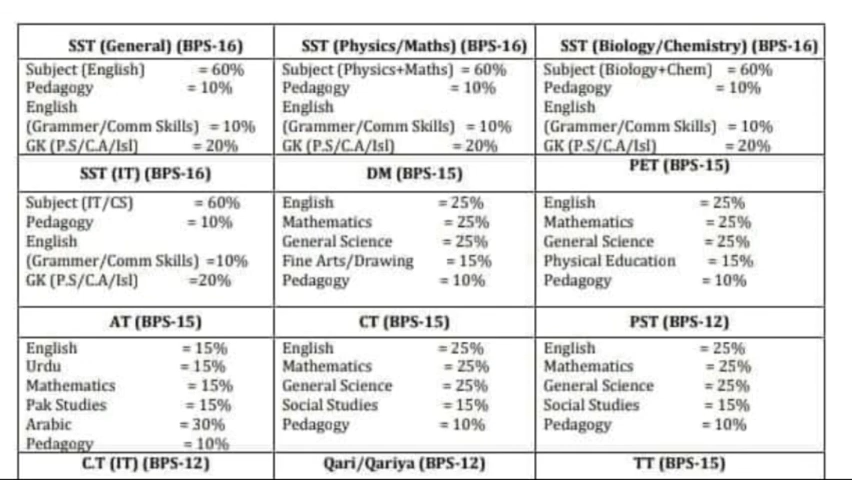 SST (General) (BPS-16)
Subject (English) = 60%
Pedagogy = 10%
English
(Grammer/Comm Skills) = 10%
GK (P.S/C.A/Isl) = 20%
SST (Physics/Maths) (BPS-16)
Subject (Physics+Maths) = 60%
Pedagogy = 10%
English
(Grammer/Comm Skills) = 10%
GK (P.S/C.A/Isl) = 20%
SST (Biology/Chemistry) (BPS-16)
Subject (Biology+Chem) = 60%
Pedagogy = 10%
English
(Grammer/Comm Skills) = 10%
GK (P.S/C.A/Isl) = 20%
SST (IT) (BPS-16)
Subject (IT/CS) = 60%
Pedagogy = 10%
English
(Grammer/Comm Skills) =10%
GK (P.S/C.A/Isl) =20%
DM (BPS-15)
English = 25%
Mathematics = 25%
General Science = 25%
Fine Arts/Drawing = 15%
Pedagogy = 10%
PET (BPS-15)
English = 25%
Mathematics = 25%
General Science = 25%
Physical Education = 15%
Pedagogy = 10%
AT (BPS-15)
English = 15%
Urdu = 15%
Mathematics = 15%
Pak Studies = 15%
Arabic = 30%
Pedagogy = 10%
CT (BPS-15)
English = 25%
Mathematics = 25%
General Science = 25%
Social Studies = 15%
Pedagogy = 10%
PST (BPS-12)
English = 25%
Mathematics = 25%
General Science = 25%
Social Studies = 15%
Pedagogy = 10%
C.T (IT) (BPS-12)
Qari/Qariya (BPS-12)
TT (BPS-15)